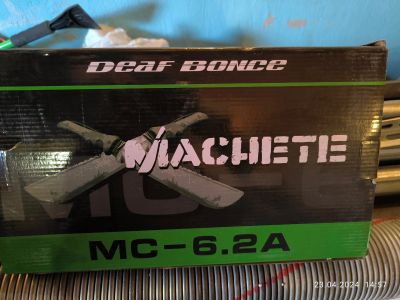 Deaf Bonce
MACHETE
MC-6.2A
23.04.2024 14:57